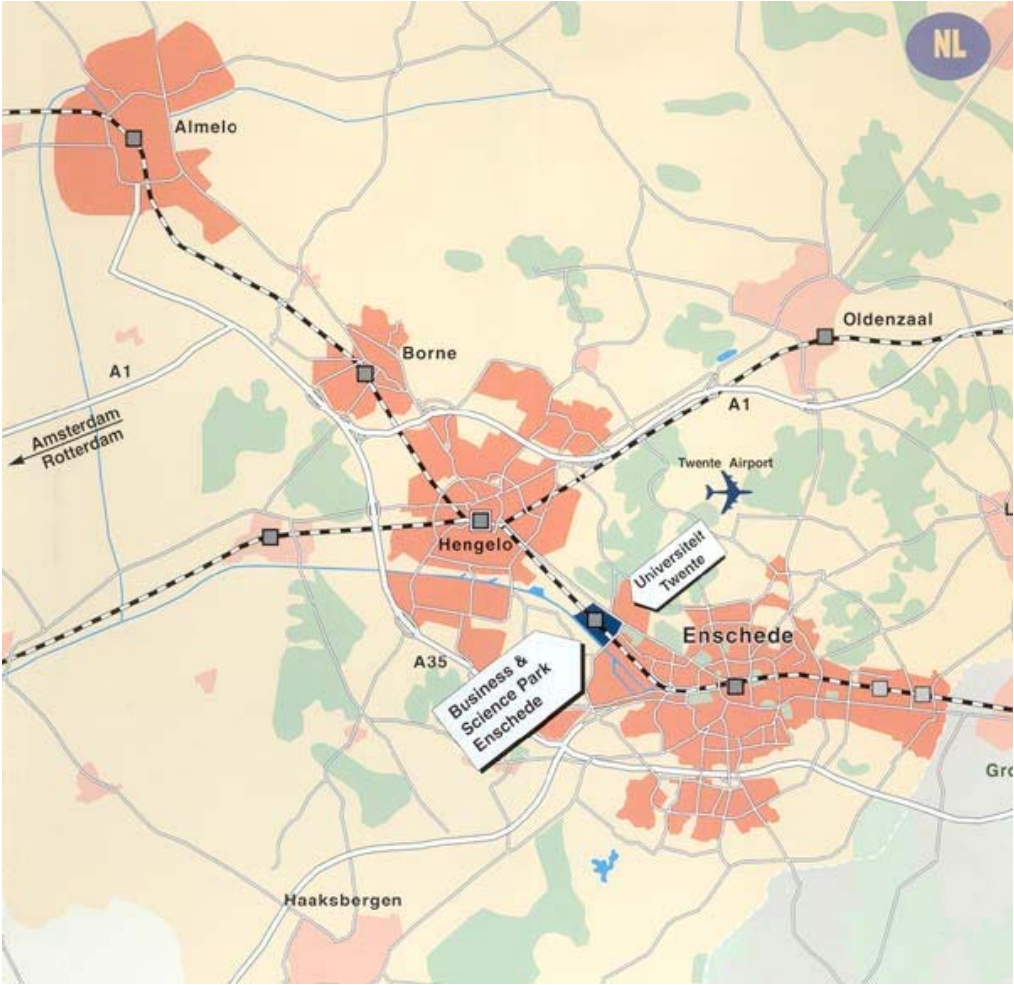 NL
Almelo
Oldenzaal
Borne
A1
A1
Amsterdam
Rotterdam
Twente Airport
Hengelo
Universiteit
Twente
Enschede
A35
Business &
Science Park
Enschede
Haaksbergen